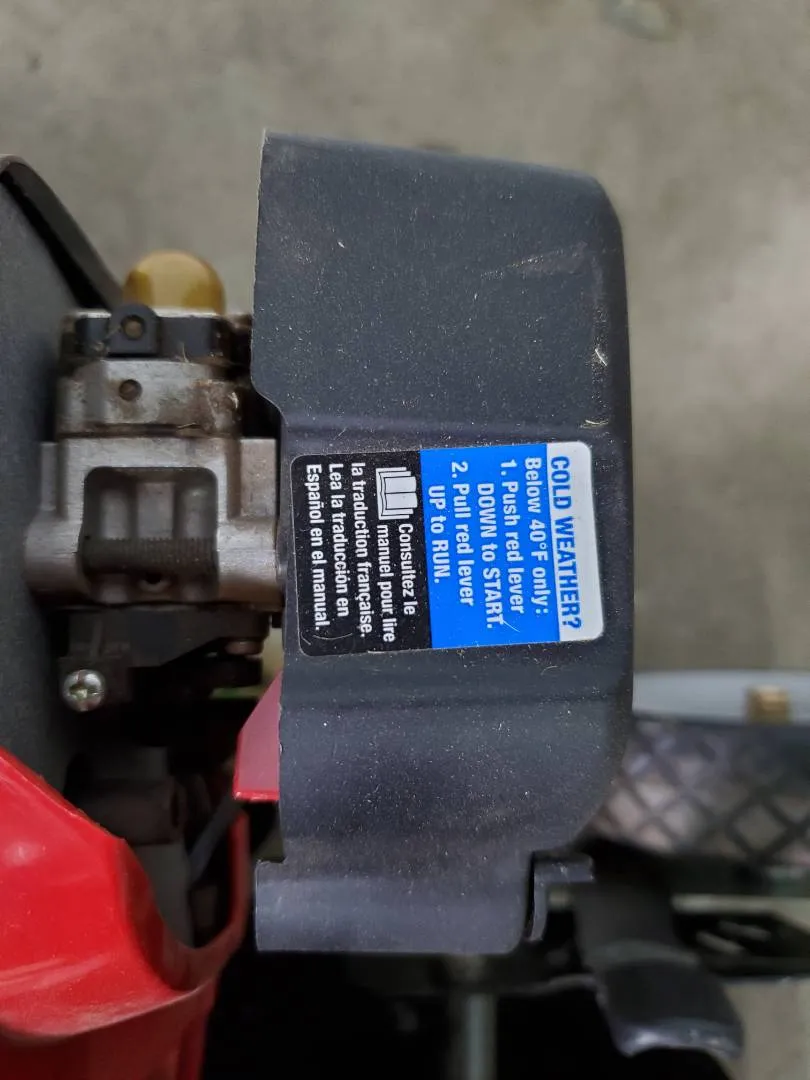 COLD WEATHER?
Below 40°F only:
1. Push red lever
DOWN to START.
2. Pull red lever
UP to RUN.
Consultez le
manuel pour lire
la traduction française.
Lea la traducción en
Español en el manual.